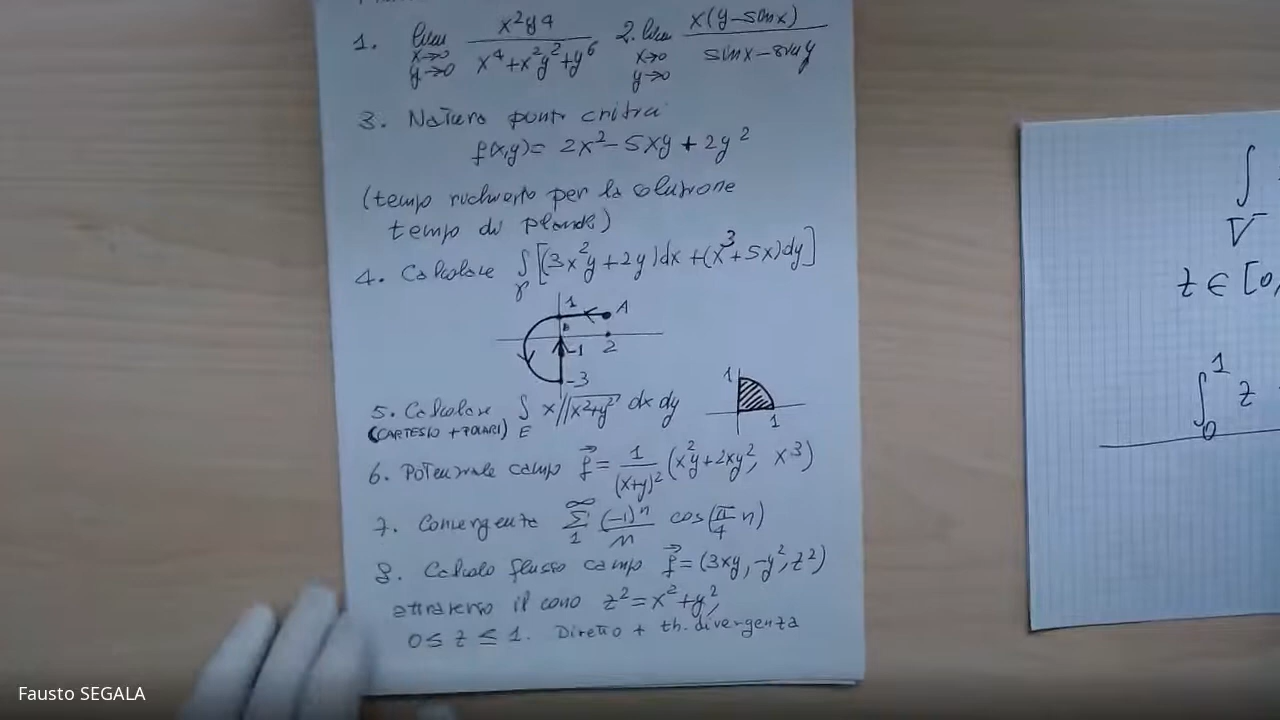 1. lim x→0 y→0 x²y⁴ / (x⁴+x²y²+y⁶) 2. lim x→0 y→0 x(y-sinx) / (sinx-siny)
3. Natura punti critici
f(x,y)= 2x²-5xy+2y²
(tempo richiesto per la soluzione
tempo di Planck)
4. Calcolare ∫γ [(3x²y+2y)dx+(x³+5x)dy]
1 A
B
-1 2
-3
1
1
5. Calcolare ∫E x√(x²+y²) dx dy
(CARTESIO + POLARI)
6. Potenziale campo f⃗ = 1/(x+y)² (x²y+2xy², x³)
7. Convergenza ∑₁^∞ (-1)ⁿ/n cos(π/4 n)
8. Calcolo flusso campo f⃗=(3xy,-y²,z²)
attraverso il cono z²=x²+y²,
0≤z≤1. Diretto + th. divergenza
∫
V
z∈[0,
∫₀¹ z
Fausto SEGALA